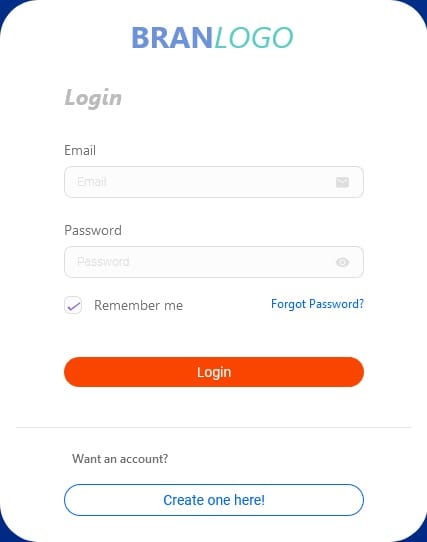 BRANLOGO
Login
Email
Email
Password
Password
Remember me
Forgot Password?
Login
Want an account?
Create one here!